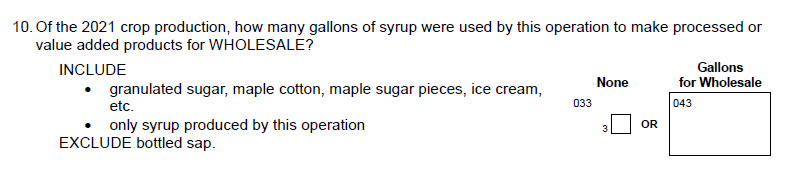 10. Of the 2021 crop production, how many gallons of syrup were used by this operation to make processed or
value added products for WHOLESALE?
INCLUDE
• granulated sugar, maple cotton, maple sugar pieces, ice cream,
etc.
• only syrup produced by this operation
EXCLUDE bottled sap.
None
033
3
OR
Gallons
for Wholesale
043